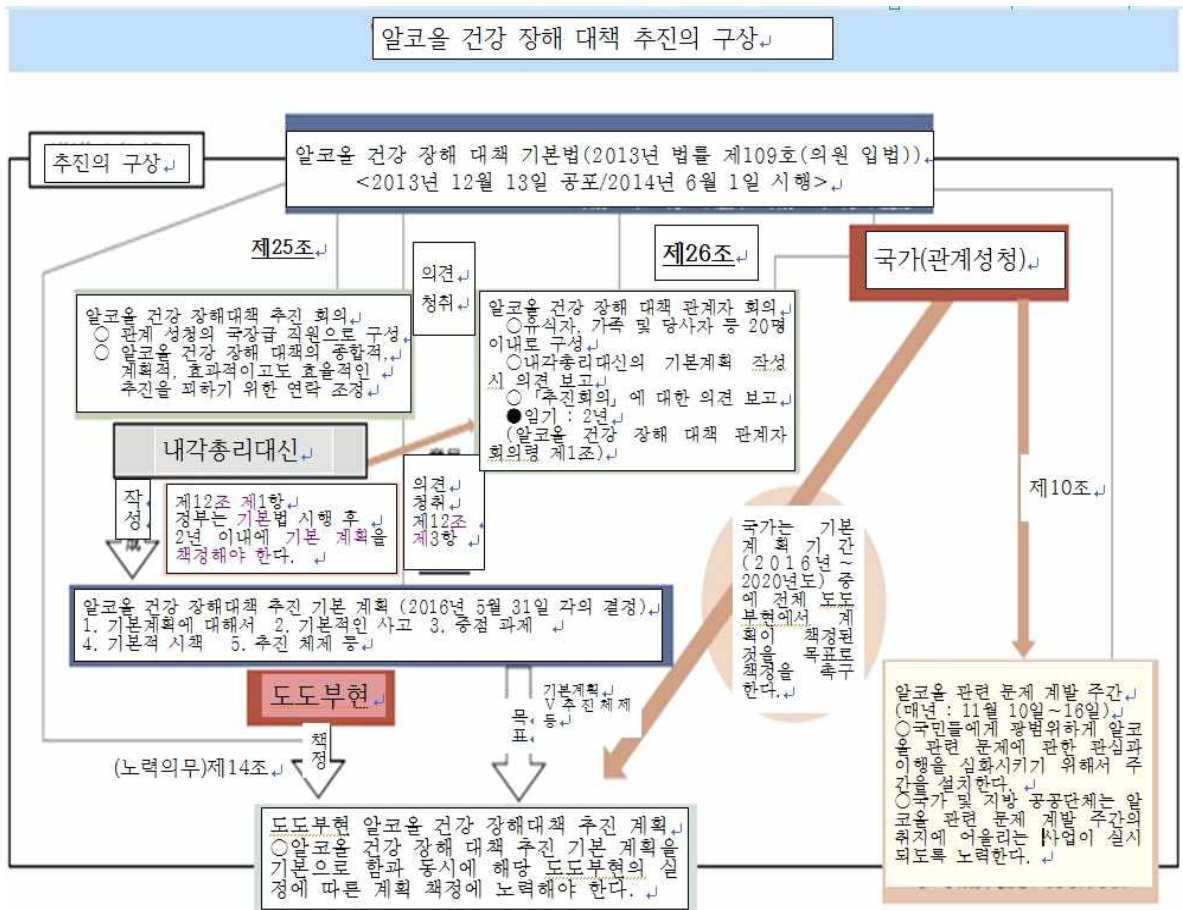 알코올 건강 장해 대책 추진의 구상
추진의 구상
알코올 건강 장해 대책 기본법(2013년 법률 제109호(의원 입법))
<2013년 12월 13일 공포/2014년 6월 1일 시행>
제25조
의견
청취
제26조
국가(관계성청)
알코올 건강 장해대책 추진 회의
○ 관계 성청의 국장급 직원으로 구성
○ 알코올 건강 장해 대책의 종합적,
계획적, 효과적이고도 효율적인
추진을 꾀하기 위한 연락 조정
알코올 건강 장해 대책 관계자 회의
○유식자, 가족 및 당사자 등 20명
이내로 구성
○내각총리대신의 기본계획 작성
시 의견 보고
○「추진회의」에 대한 의견 보고
●임기 : 2년
(알코올 건강 장해 대책 관계자
회의령 제1조)
내각총리대신
작
성
제12조 제1항
정부는 기본법 시행 후
2년 이내에 기본 계획을
책정해야 한다.
의견
청취
제12조
제3항
제10조
국가는 기본
계획기간
(2016년~
2020년도) 중
에 전체 도도
부현에서 계
획이 책정된
것을 목표로
책정을 촉구
한다.
알코올 건강 장해대책 추진 기본 계획 (2016년 5월 31일 각의 결정)
1. 기본계획에 대해서 2. 기본적인 사고 3. 중점 과제
4. 기본적 시책 5. 추진 체제 등
도도부현
책
정
(노력의무)제14조
목
표
기본계획
V추진체제
등
알코올 관련 문제 계발 주간
(매년 : 11월 10일~16일)
○국민들에게 광범위하게 알코
올 관련 문제에 관한 관심과
이행을 심화시키기 위해서 주
간을 설치한다.
○국가 및 지방 공공단체는 알
코올 관련 문제 계발 주간의
취지에 어울리는 사업이 실시
되도록 노력한다.
도도부현 알코올 건강 장해대책 추진 계획
○알코올 건강 장해 대책 추진 기본 계획을
기본으로 함과 동시에 해당 도도부현의 실
정에 따른 계획 책정에 노력해야 한다.